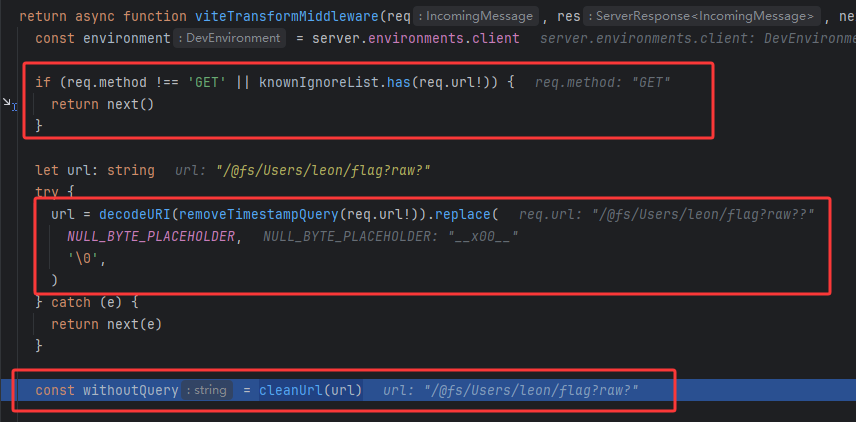 return async function viteTransformMiddleware(req : IncomingMessage , res : ServerResponse<IncomingMessage> , ne
const environment : DevEnvironment = server.environments.client server.environments.client: DevEnvironme
if (req.method !== 'GET' || knownIgnoreList.has(req.url!)) { req.method: "GET"
return next()
}
let url: string url: "/@fs/Users/leon/flag?raw?"
try {
url = decodeURI(removeTimestampQuery(req.url!)).replace( req.url: "/@fs/Users/leon/flag?raw??"
NULL_BYTE_PLACEHOLDER, NULL_BYTE_PLACEHOLDER: "__x00__"
'\0',
)
} catch (e) {
return next(e)
}
const withoutQuery : string = cleanUrl(url) url: "/@fs/Users/leon/flag?raw?"